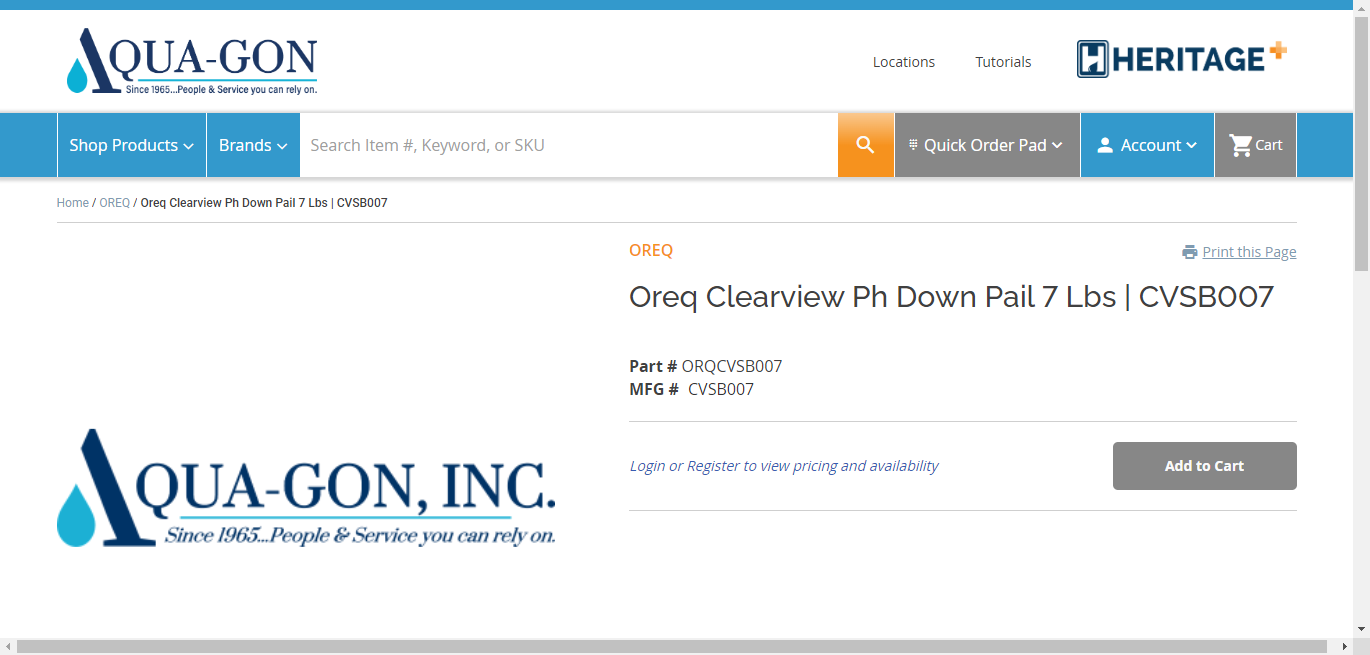 AQUA-GON
Since 1965...People & Service you can rely on.
Locations
Tutorials
HERITAGE+
Shop Products
Brands
Search Item #, Keyword, or SKU
Quick Order Pad
Account
Cart
Home / OREQ / Oreq Clearview Ph Down Pail 7 Lbs | CVSB007
OREQ
Print this Page
Oreq Clearview Ph Down Pail 7 Lbs | CVSB007
Part # ORQCVSB007
MFG # CVSB007
Login or Register to view pricing and availability
Add to Cart
AQUA-GON, INC.
Since 1965...People & Service you can rely on.